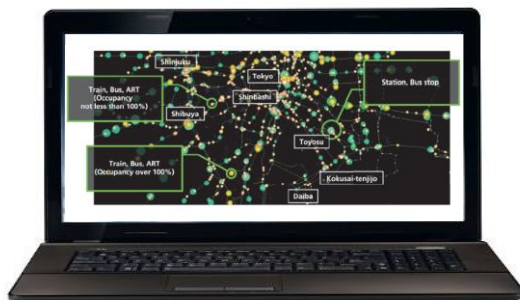 Shinjuku
Tokyo
Train, Bus, ART
(Occupancy
not less than 100%)
Station, Bus stop
Shinbashi
Shibuya
Toyosu
Train, Bus, ART
(Occupancy over 100%)
Kokusai-tenjijo
Daiba